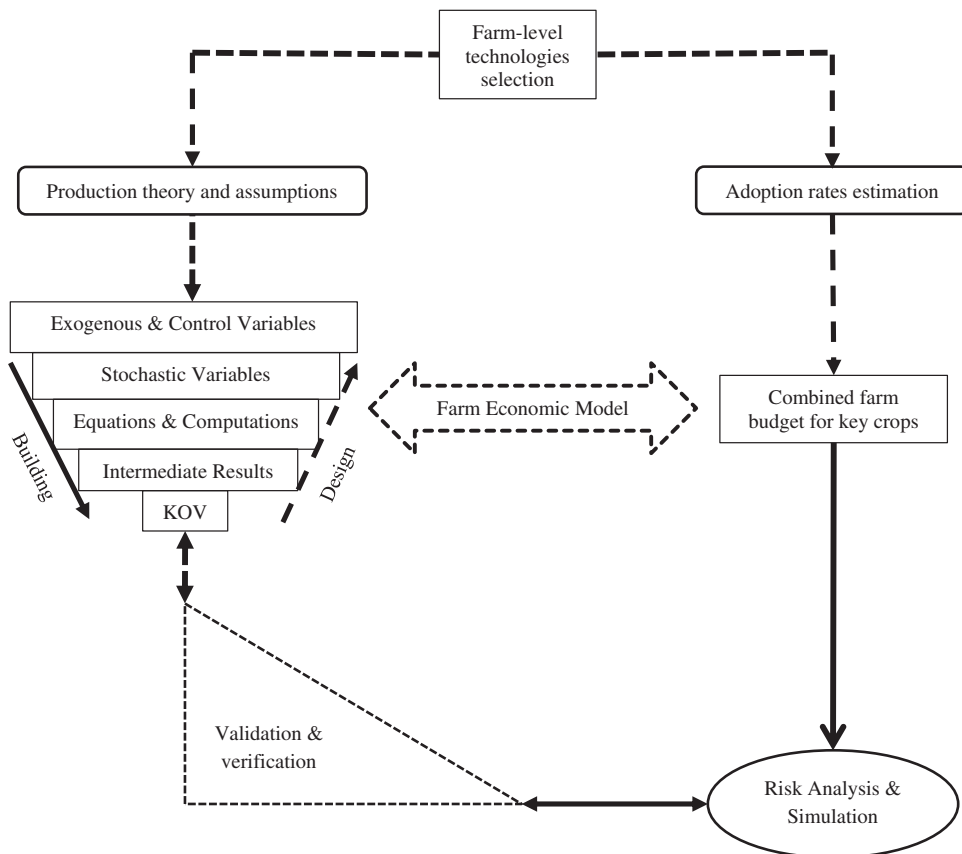 Farm-level
technologies
selection
Production theory and assumptions
Adoption rates estimation
Exogenous & Control Variables
Stochastic Variables
Equations & Computations
Intermediate Results
KOV
Building
Design
Farm Economic Model
Combined farm
budget for key crops
Validation &
verification
Risk Analysis &
Simulation